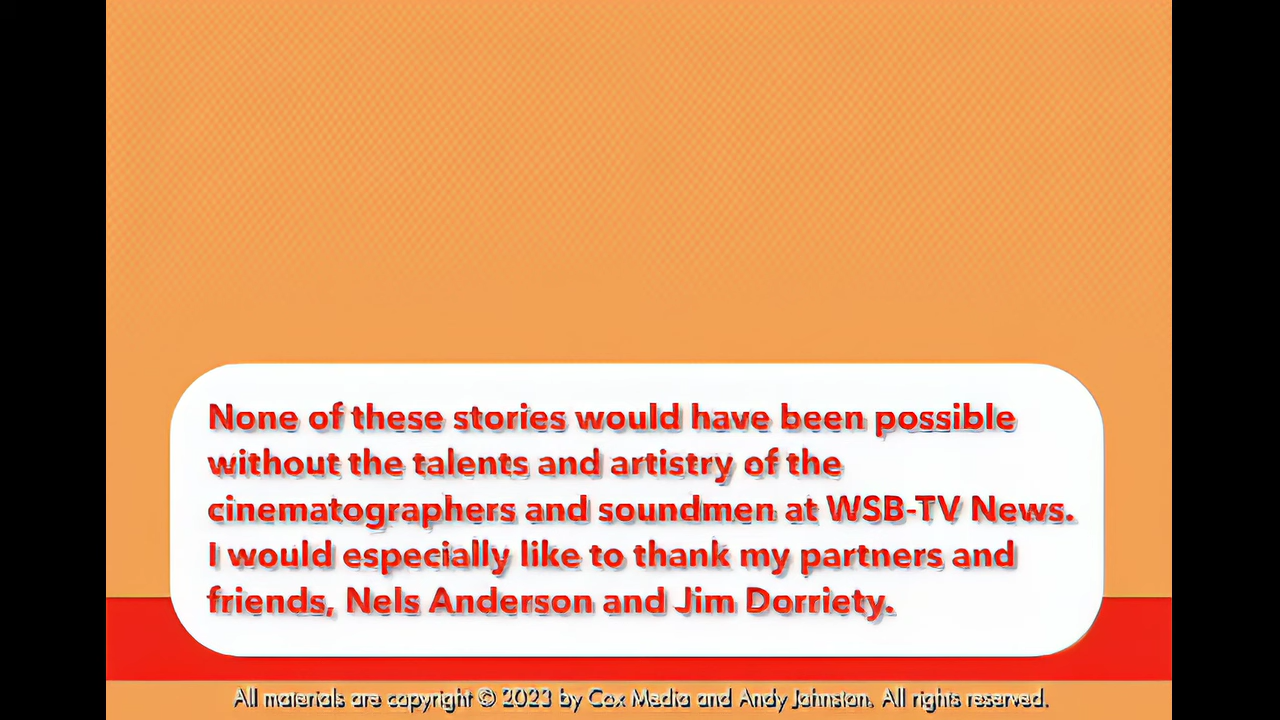 None of these stories would have been possible
without the talents and artistry of the
cinematographers and soundmen at WSB-TV News.
I would especially like to thank my partners and
friends, Nels Anderson and Jim Dorriety.
All materials are copyright © 2023 by Cox Media and Andy Johnston. All rights reserved.